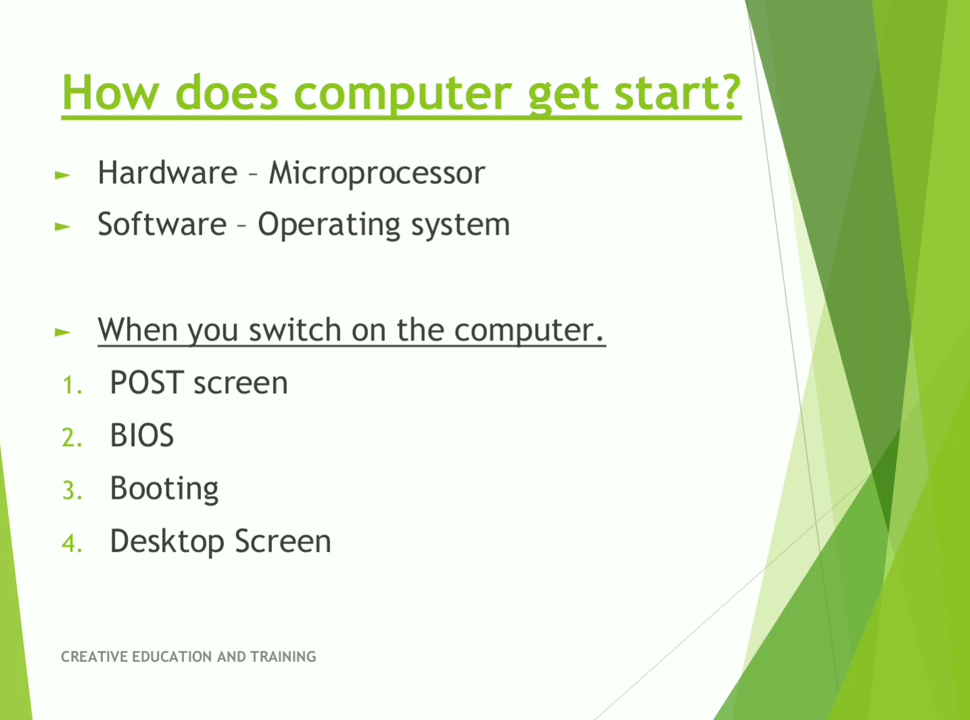 How does computer get start?
► Hardware – Microprocessor
► Software – Operating system
► When you switch on the computer.
1. POST screen
2. BIOS
3. Booting
4. Desktop Screen
CREATIVE EDUCATION AND TRAINING